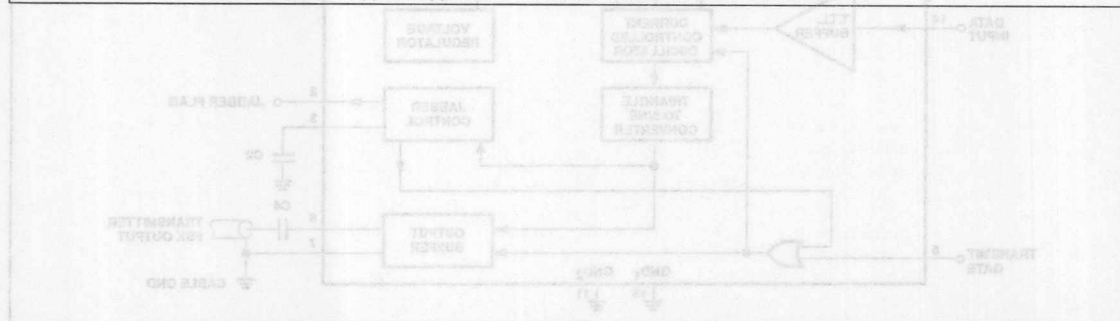 DATA
INPUT
14
TTL
BUFFER
CURRENT
CONTROLLED
OSCILLATOR
VOLTAGE
REGULATOR
TRIANGLE
TO SINE
CONVERTER
JABBER
CONTROL
JABBER FLAG
OUTPUT
BUFFER
TRANSMITTER
FSK OUTPUT
CABLE GND
TRANSMIT
GATE